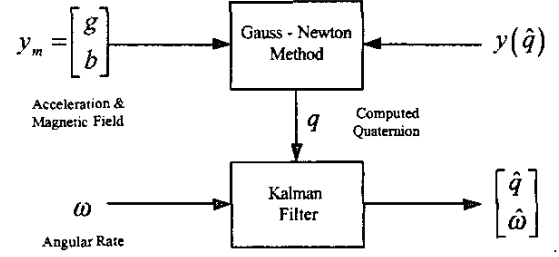 y_m = [g b]
Gauss - Newton
Method
y(q̂)
Acceleration &
Magnetic Field
q
Computed
Quaternion
ω
Angular Rate
Kalman
Filter
[q̂ ω̂]